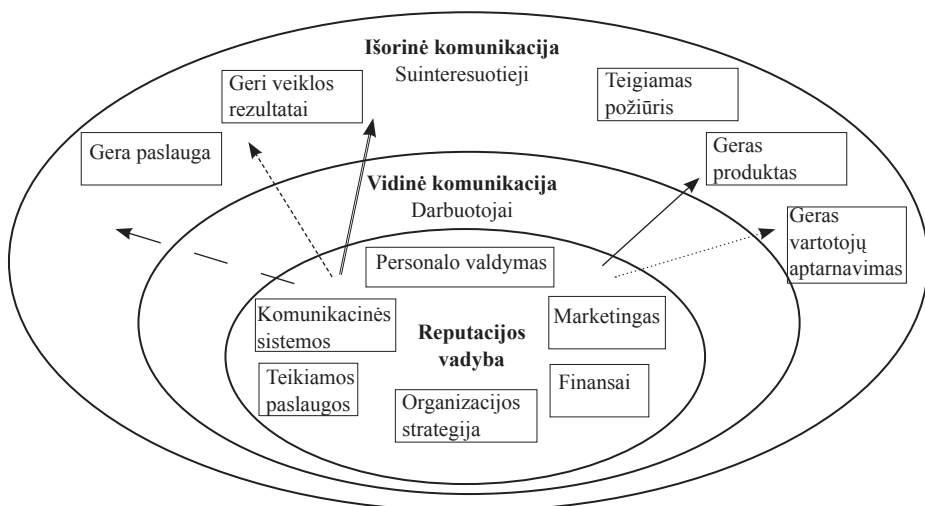 Išorinė komunikacija
Suinteresuotieji
Geri veiklos
rezultatai
Teigiamas
požiūris
Gera paslauga
Geras
produktas
Vidinė komunikacija
Darbuotojai
Geras
vartotojų
aptarnavimas
Personalo valdymas
Komunikacinės
sistemos
Marketingas
Reputacijos
vadyba
Teikiamos
paslaugos
Finansai
Organizacijos
strategija